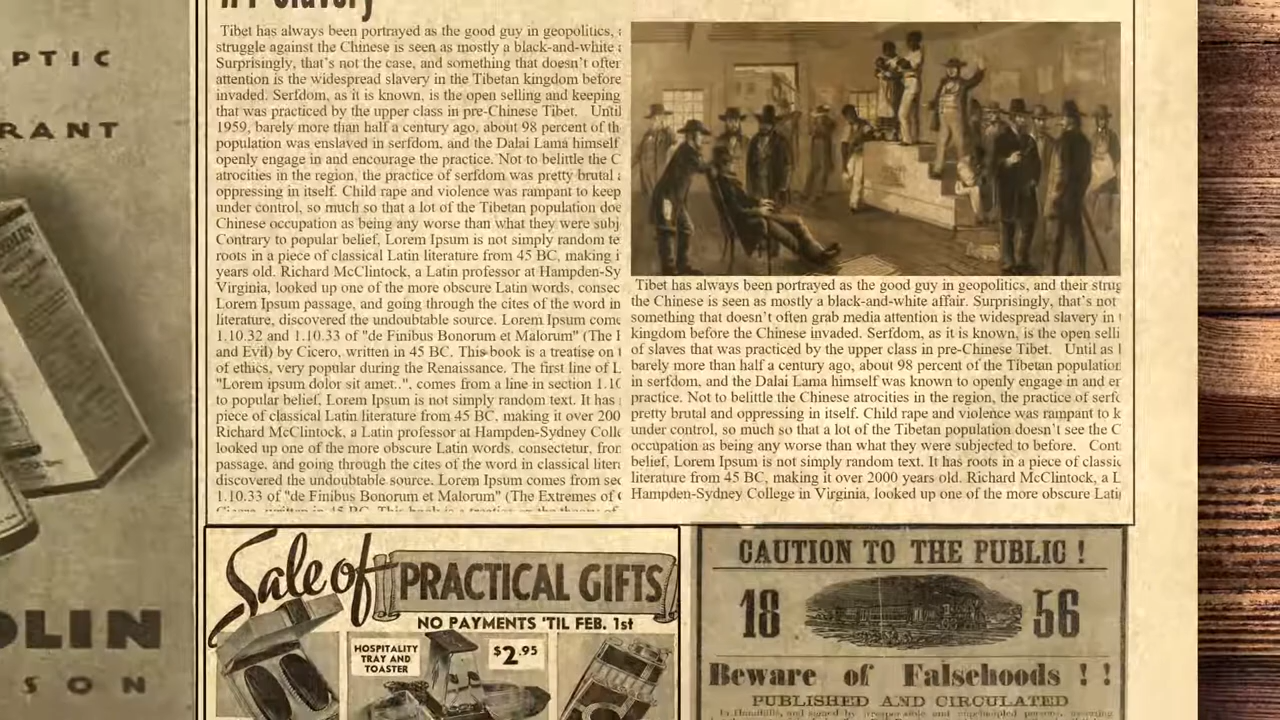 PTIC
RANT
OLIN
SON
#1 Slavery
Tibet has always been portrayed as the good guy in geopolitics,
struggle against the Chinese is seen as mostly a black-and-white
Surprisingly, that's not the case, and something that doesn't ofter
attention is the widespread slavery in the Tibetan kingdom before
invaded. Serfdom, as it is known, is the open selling and keeping
that was practiced by the upper class in pre-Chinese Tibet. Until
1959, barely more than half a century ago, about 98 percent of th
population was enslaved in serfdom, and the Dalai Lama himself
openly engage in and encourage the practice. Not to belittle the C
atrocities in the region, the practice of serfdom was pretty brutal
oppressing in itself. Child rape and violence was rampant to keep
under control, so much so that a lot of the Tibetan population doe
Chinese occupation as being any worse than what they were subj
Contrary to popular belief, Lorem Ipsum is not simply random te
roots in a piece of classical Latin literature from 45 BC, making i
years old. Richard McClintock, a Latin professor at Hampden-Sy
Virginia, looked up one of the more obscure Latin words, consec
Lorem Ipsum passage, and going through the cites of the word in
literature, discovered the undoubtable source. Lorem Ipsum come
1.10.32 and 1.10.33 of "de Finibus Bonorum et Malorum" (The I
and Evil) by Cicero, written in 45 BC. This book is a treatise on t
of ethics, very popular during the Renaissance. The first line of L
"Lorem ipsum dolor sit amet..", comes from a line in section 1.1(
to popular belief, Lorem Ipsum is not simply random text. It has
piece of classical Latin literature from 45 BC, making it over 200
Richard McClintock, a Latin professor at Hampden-Sydney Colle
looked up one of the more obscure Latin words, consectetur, fror
passage, and going through the cites of the word in classical liter
discovered the undoubtable source. Lorem Ipsum comes from sec
1.10.33 of "de Finibus Bonorum et Malorum" (The Extremes of
Cicero, written in 45 BC. This book is a treatise on the theory of
Tibet has always been portrayed as the good guy in geopolitics, and their strug
the Chinese is seen as mostly a black-and-white affair. Surprisingly, that's not
something that doesn't often grab media attention is the widespread slavery in t
kingdom before the Chinese invaded. Serfdom, as it is known, is the open selli
of slaves that was practiced by the upper class in pre-Chinese Tibet. Until as l
barely more than half a century ago, about 98 percent of the Tibetan population
in serfdom, and the Dalai Lama himself was known to openly engage in and er
practice. Not to belittle the Chinese atrocities in the region, the practice of serfc
pretty brutal and oppressing in itself. Child rape and violence was rampant to k
under control, so much so that a lot of the Tibetan population doesn't see the C
occupation as being any worse than what they were subjected to before. Cont
belief, Lorem Ipsum is not simply random text. It has roots in a piece of classic
literature from 45 BC, making it over 2000 years old. Richard McClintock, a L
Hampden-Sydney College in Virginia, looked up one of the more obscure Lati
Sale of PRACTICAL GIFTS
NO PAYMENTS 'TIL FEB. 1st
HOSPITALITY
TRAY AND
TOASTER
$2.95
CAUTION TO THE PUBLIC!
18 56
Beware of Falsehoods!!
PUBLISHED AND CIRCULATED